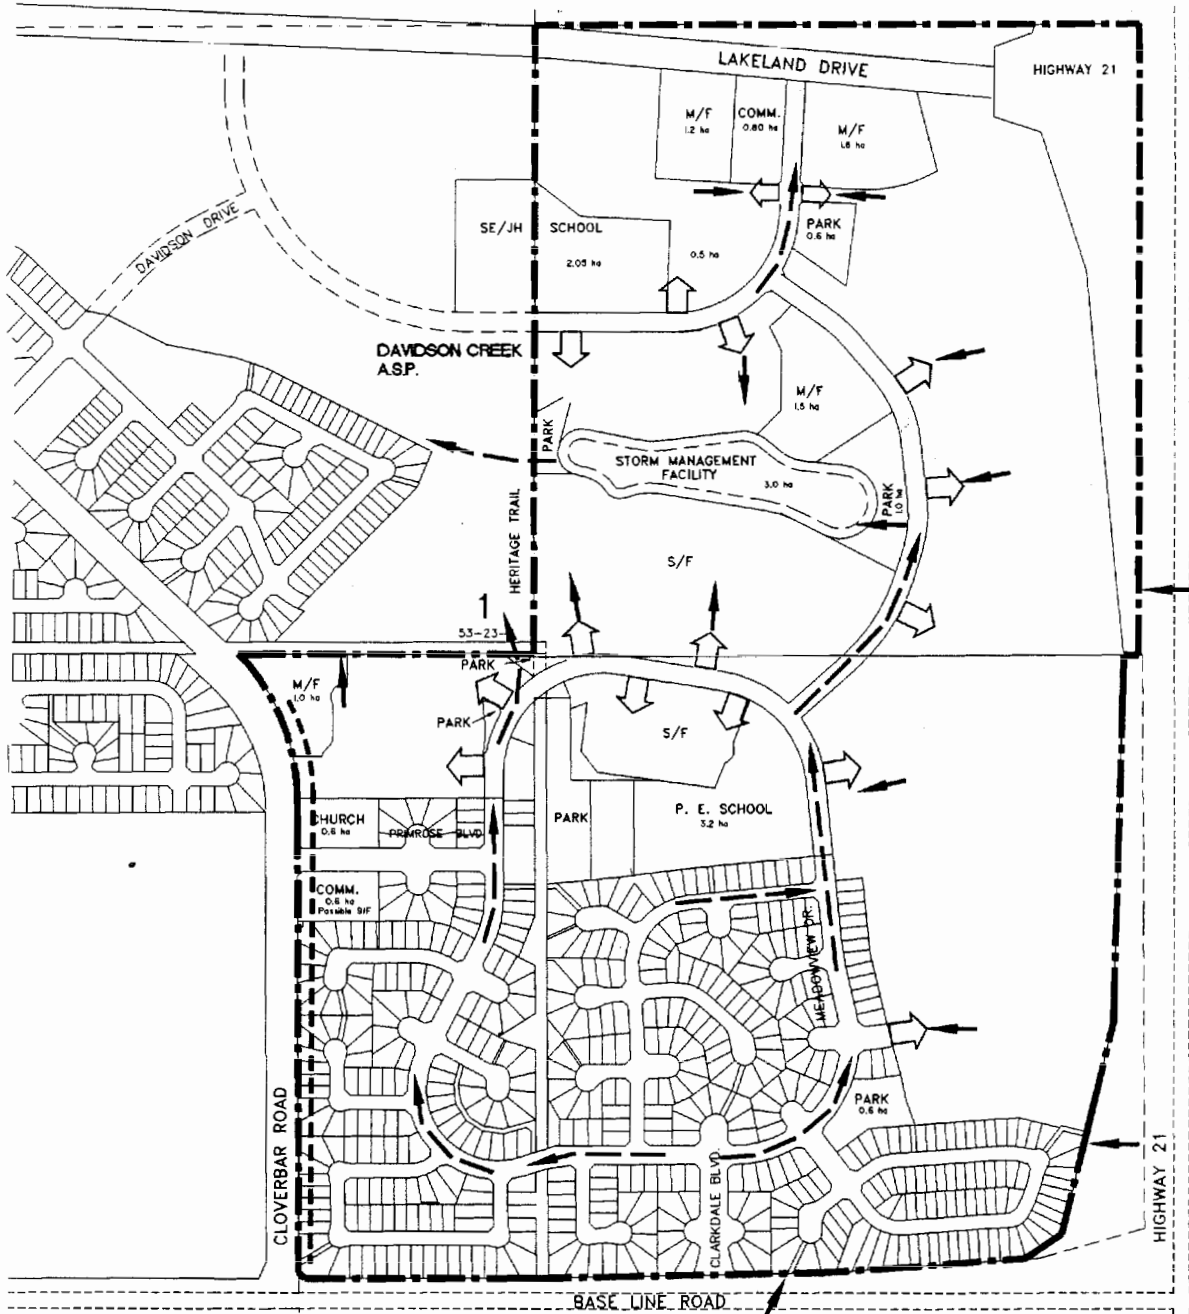 LAKELAND DRIVE
HIGHWAY 21
M/F
1.2 ha
COMM.
0.80 ha
M/F
1.6 ha
DAVIDSON DRIVE
SE/JH SCHOOL
2.05 ha
0.5 ha
PARK
0.6 ha
DAVIDSON CREEK
A.S.P.
M/F
1.5 ha
PARK
STORM MANAGEMENT
FACILITY
3.0 ha
PARK
1.0 ha
HERITAGE TRAIL
S/F
1
53-23-
PARK
M/F
1.0 ha
PARK
S/F
CHURCH
0.6 ha
PRIMROSE BLVD
PARK
P. E. SCHOOL
3.2 ha
COMM.
0.6 ha
Possible S/F
MEADOWVIEW DR.
PARK
0.6 ha
CLOVERBAR ROAD
CLARKDALE BLVD.
HIGHWAY 21
BASE LINE ROAD